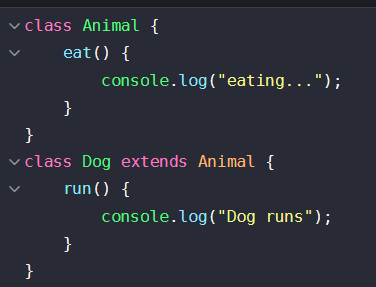 class Animal {
    eat() {
        console.log("eating...");
    }
}
class Dog extends Animal {
    run() {
        console.log("Dog runs");
    }
}